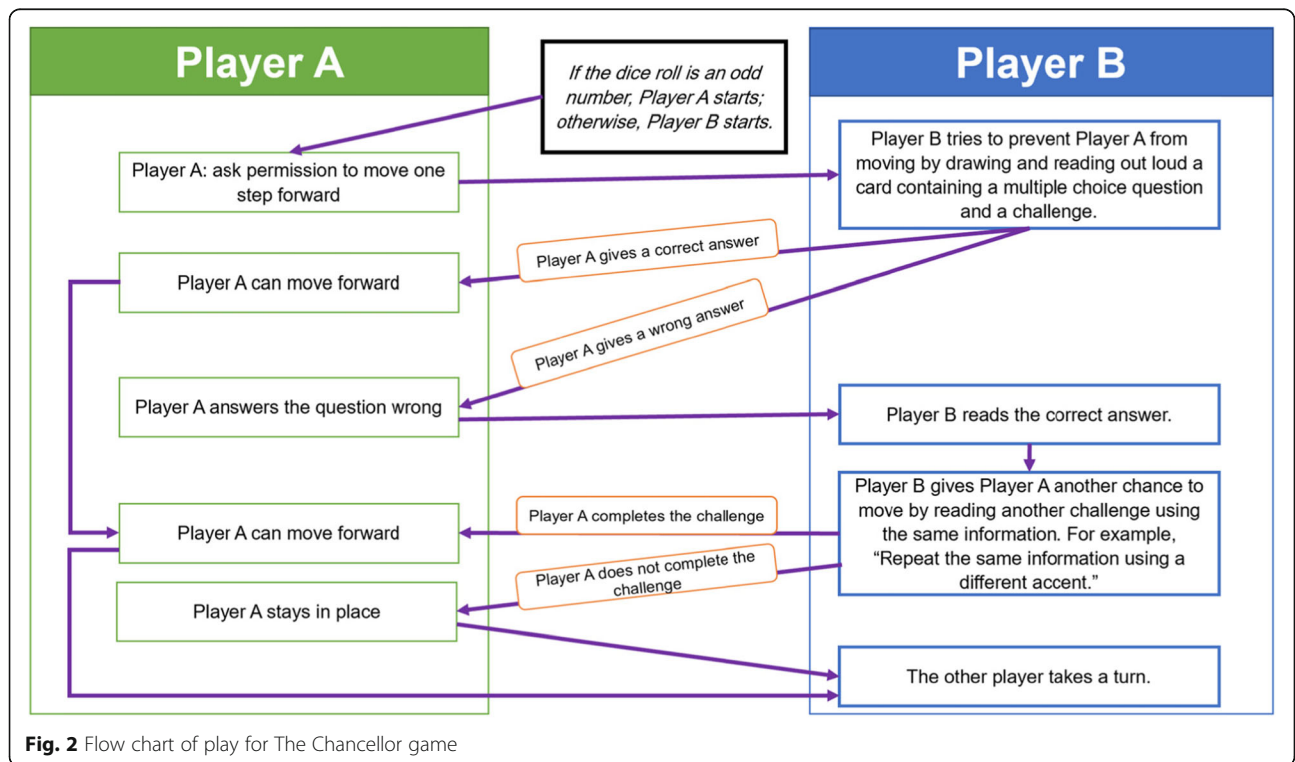 Player A
If the dice roll is an odd
number, Player A starts;
otherwise, Player B starts.
Player B
Player A: ask permission to move one
step forward
Player B tries to prevent Player A from
moving by drawing and reading out loud a
card containing a multiple choice question
and a challenge.
Player A gives a correct answer
Player A can move forward
Player A gives a wrong answer
Player A answers the question wrong
Player B reads the correct answer.
Player B gives Player A another chance to
move by reading another challenge using
the same information. For example,
“Repeat the same information using a
different accent.”
Player A completes the challenge
Player A can move forward
Player A does not complete the
challenge
Player A stays in place
The other player takes a turn.
Fig. 2 Flow chart of play for The Chancellor game